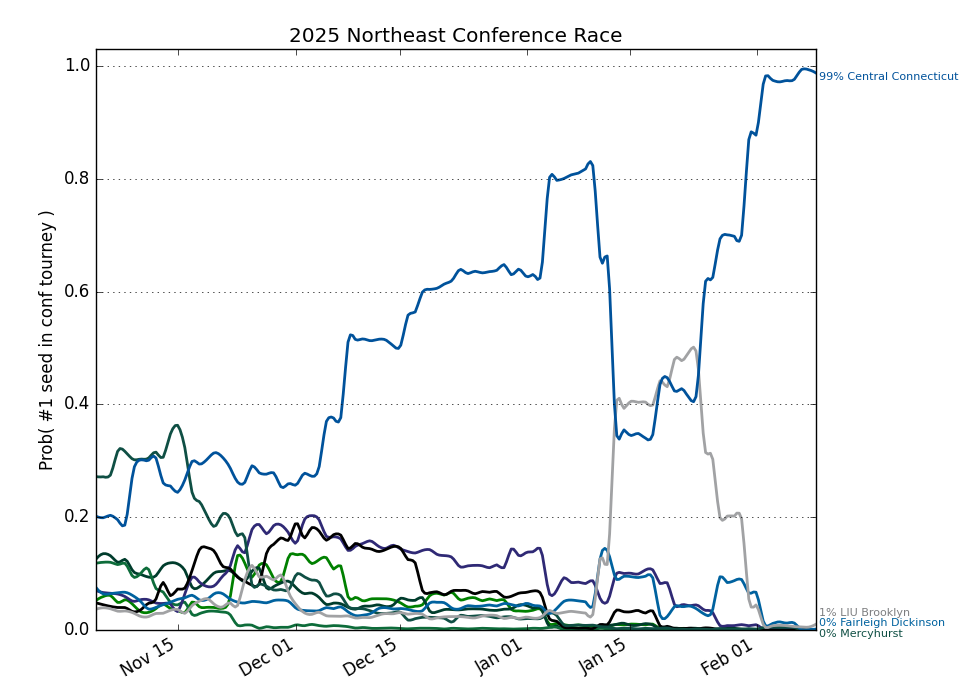 2025 Northeast Conference Race
Prob( #1 seed in conf tourney )
1.0
0.8
0.6
0.4
0.2
0.0
Nov 15
Dec 01
Dec 15
Jan 01
Jan 15
Feb 01
99% Central Connecticut
1% LIU Brooklyn
0% Fairleigh Dickinson
0% Mercyhurst